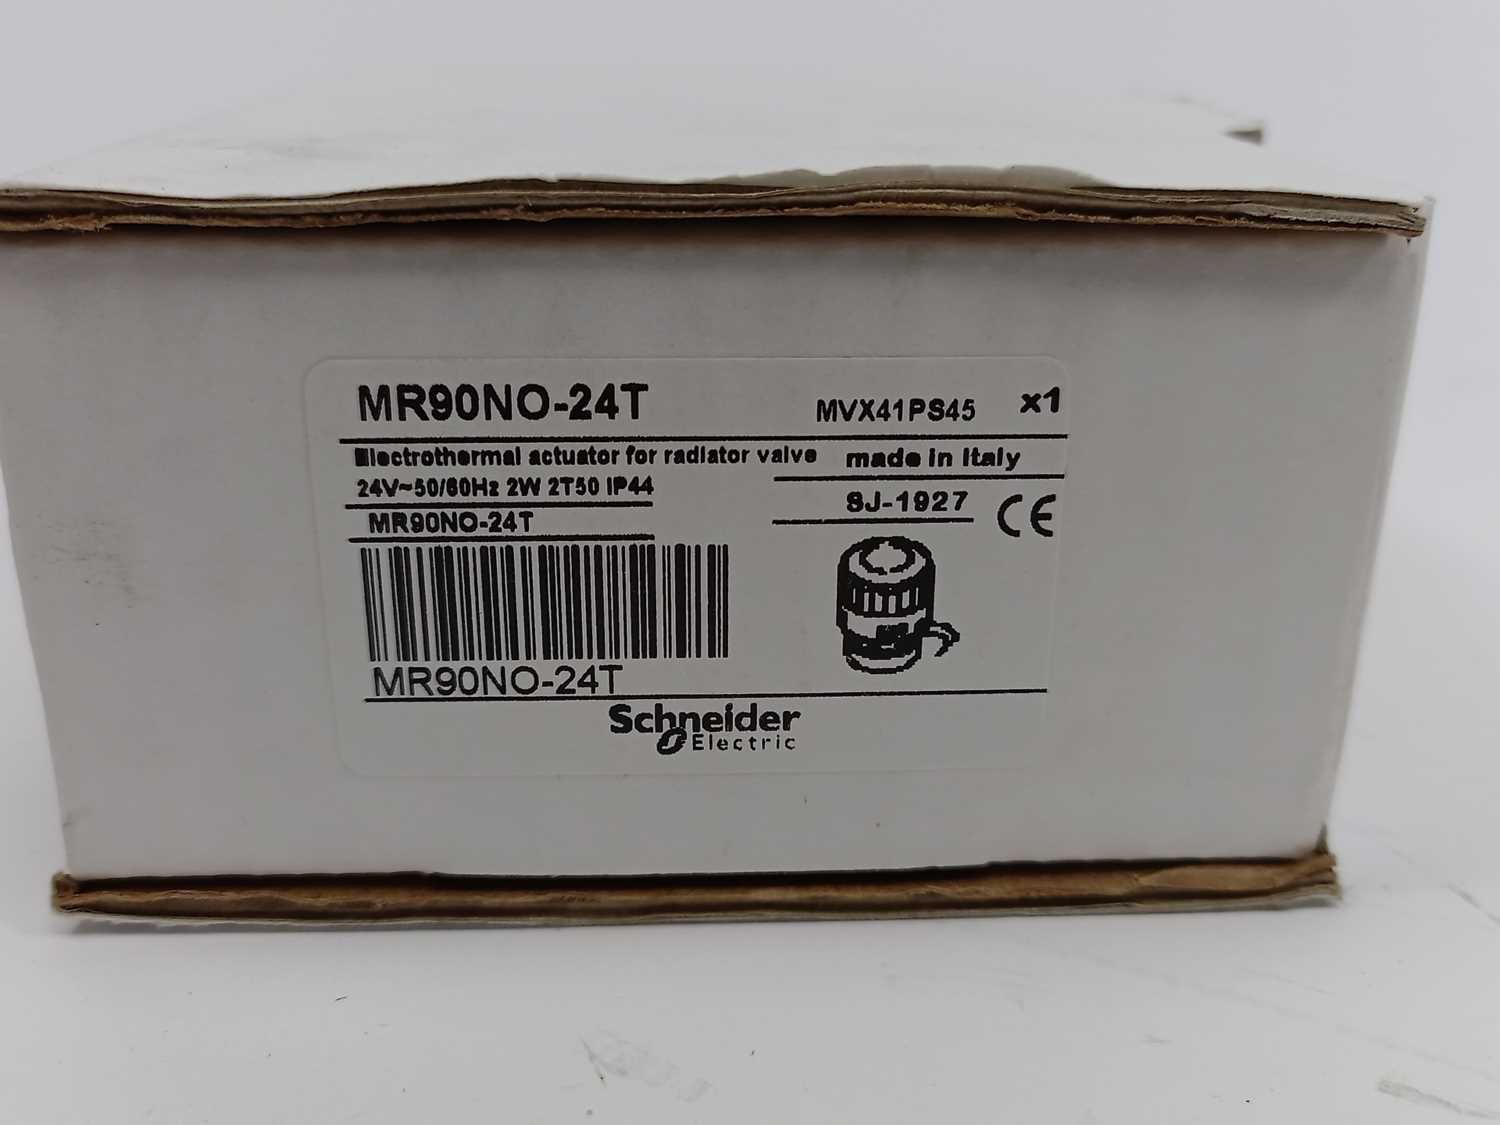 MR90NO-24T MVX41PS45 x1
Electrothermal actuator for radiator valve made in Italy
24V~50/60Hz 2W 2T50 IP44
SJ-1927 CE
MR90NO-24T
MR90NO-24T
Schneider
Electric